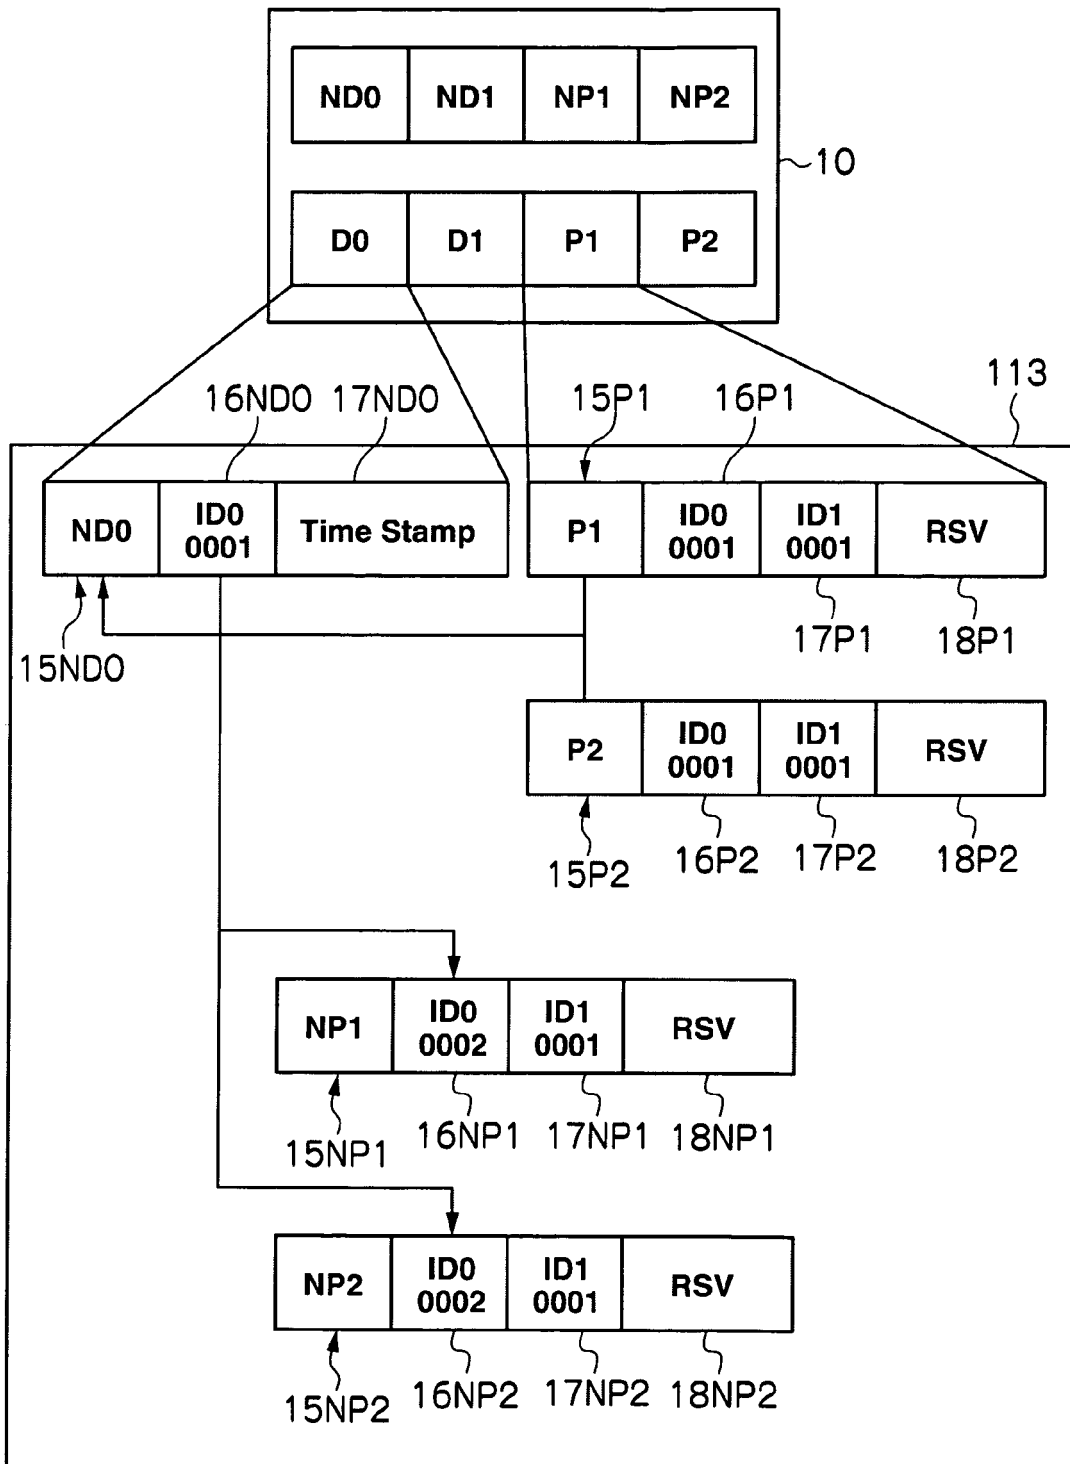 ND0 ND1 NP1 NP2
10
D0 D1 P1 P2
113
16ND0 17ND0 15P1 16P1
ND0 ID0 0001 Time Stamp P1 ID0 0001 ID1 0001 RSV
15ND0 17P1 18P1
P2 ID0 0001 ID1 0001 RSV
15P2 16P2 17P2 18P2
NP1 ID0 0002 ID1 0001 RSV
15NP1 16NP1 17NP1 18NP1
NP2 ID0 0002 ID1 0001 RSV
15NP2 16NP2 17NP2 18NP2